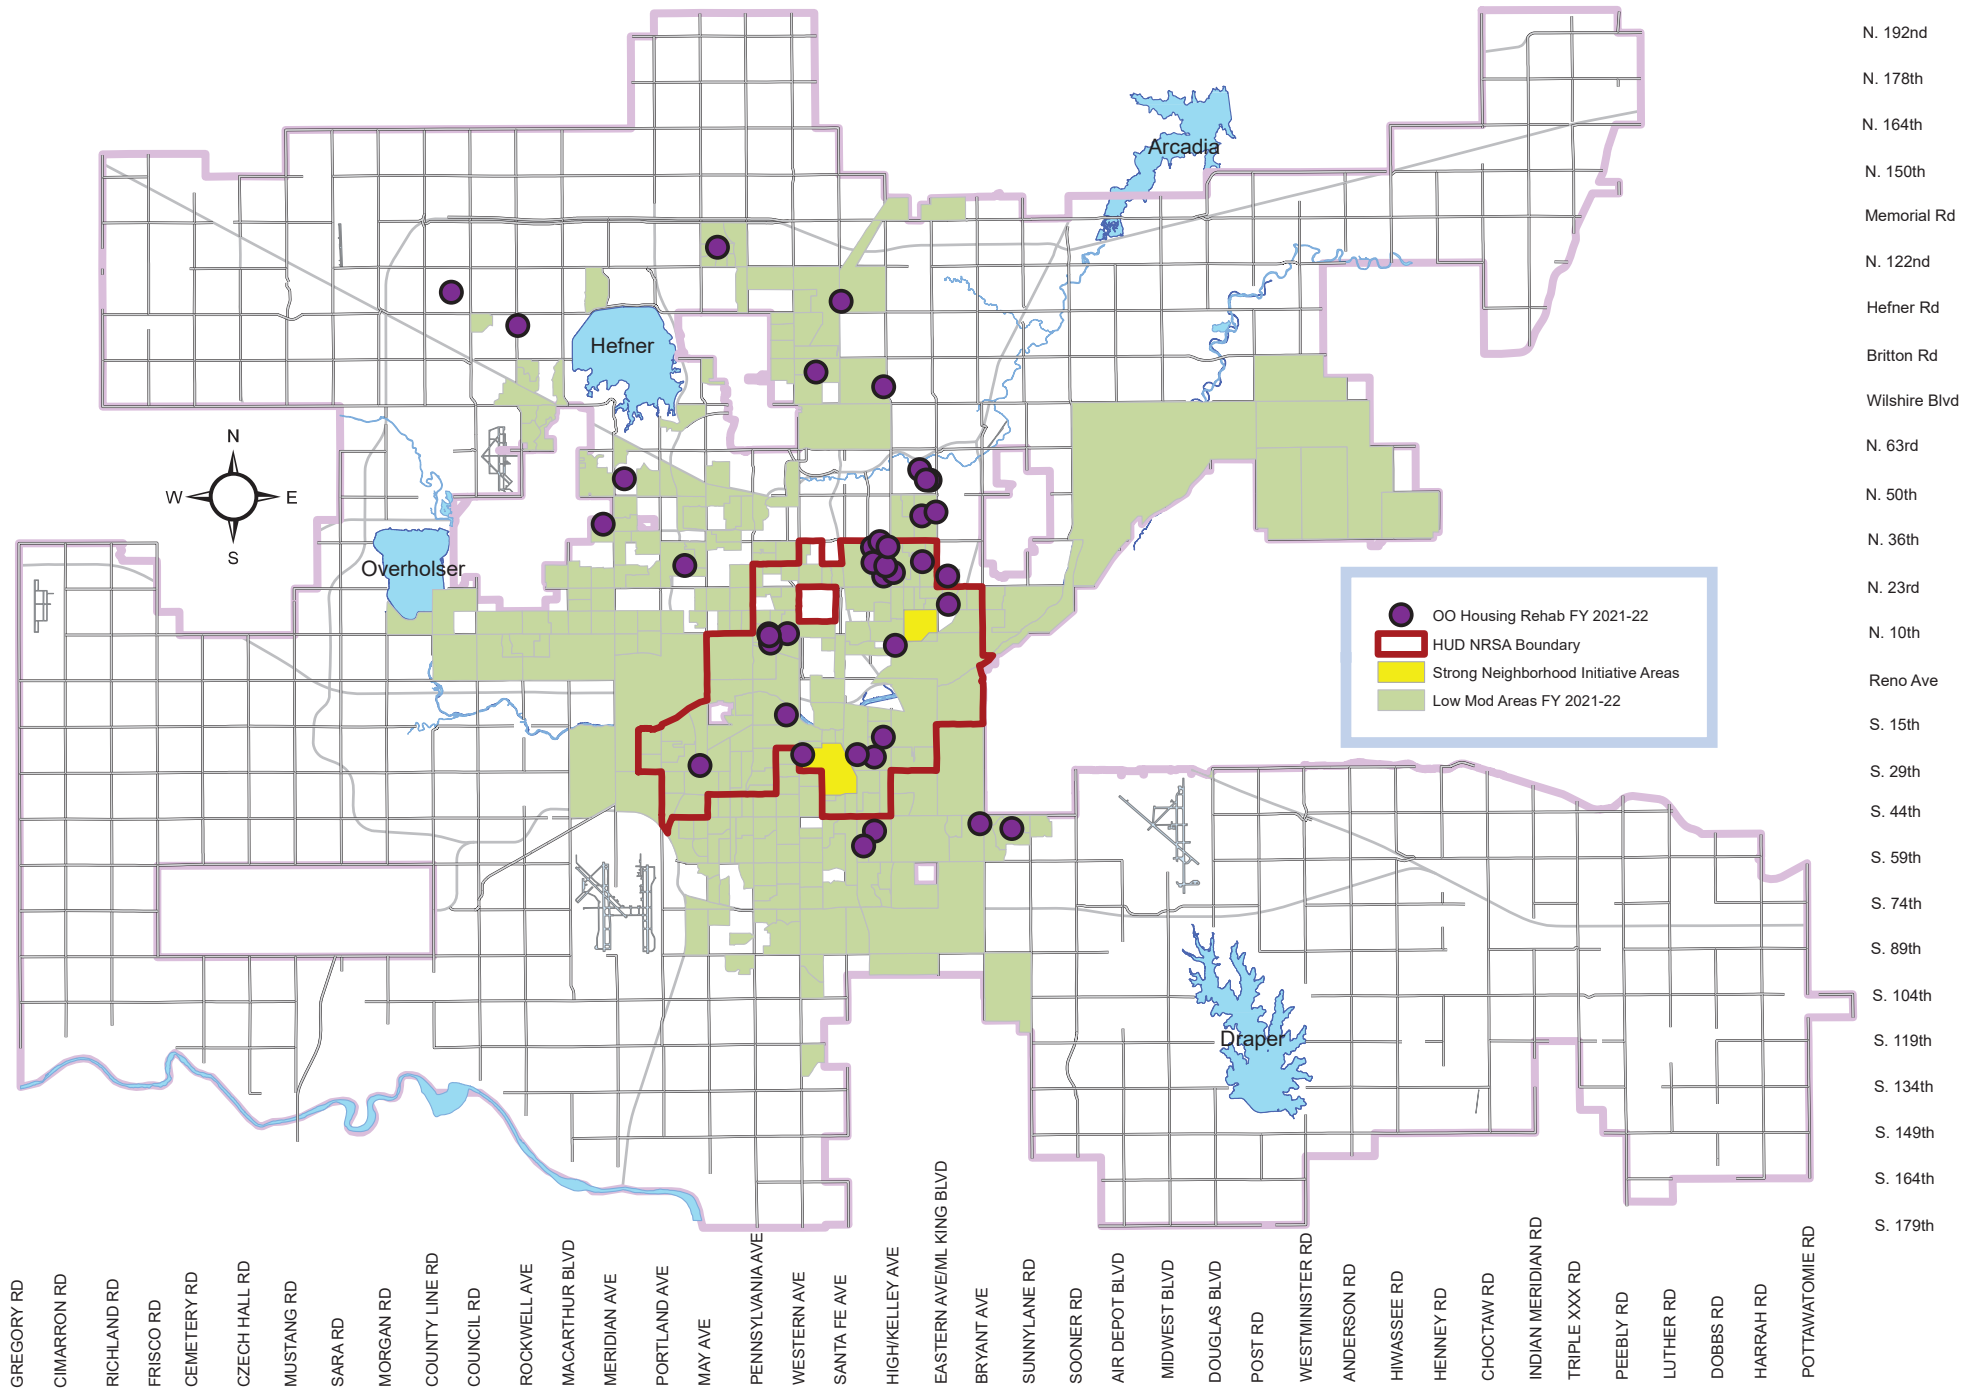 N. 192nd
N. 178th
N. 164th
N. 150th
Memorial Rd
N. 122nd
Hefner Rd
Britton Rd
Wilshire Blvd
N. 63rd
N. 50th
N. 36th
N. 23rd
N. 10th
Reno Ave
S. 15th
S. 29th
S. 44th
S. 59th
S. 74th
S. 89th
S. 104th
S. 119th
S. 134th
S. 149th
S. 164th
S. 179th
Arcadia
Hefner
Overholser
Draper
N
W
E
S
OO Housing Rehab FY 2021-22
HUD NRSA Boundary
Strong Neighborhood Initiative Areas
Low Mod Areas FY 2021-22
GREGORY RD
CIMARRON RD
RICHLAND RD
FRISCO RD
CEMETERY RD
CZECH HALL RD
MUSTANG RD
SARA RD
MORGAN RD
COUNTY LINE RD
COUNCIL RD
ROCKWELL AVE
MACARTHUR BLVD
MERIDIAN AVE
PORTLAND AVE
MAY AVE
PENNSYLVANIA AVE
WESTERN AVE
SANTA FE AVE
HIGH/KELLEY AVE
EASTERN AVE/ML KING BLVD
BRYANT AVE
SUNNYLANE RD
SOONER RD
AIR DEPOT BLVD
MIDWEST BLVD
DOUGLAS BLVD
POST RD
WESTMINISTER RD
ANDERSON RD
HIWASSEE RD
HENNEY RD
CHOCTAW RD
INDIAN MERIDIAN RD
TRIPLE XXX RD
PEEBLY RD
LUTHER RD
DOBBS RD
HARRAH RD
POTTAWATOMIE RD